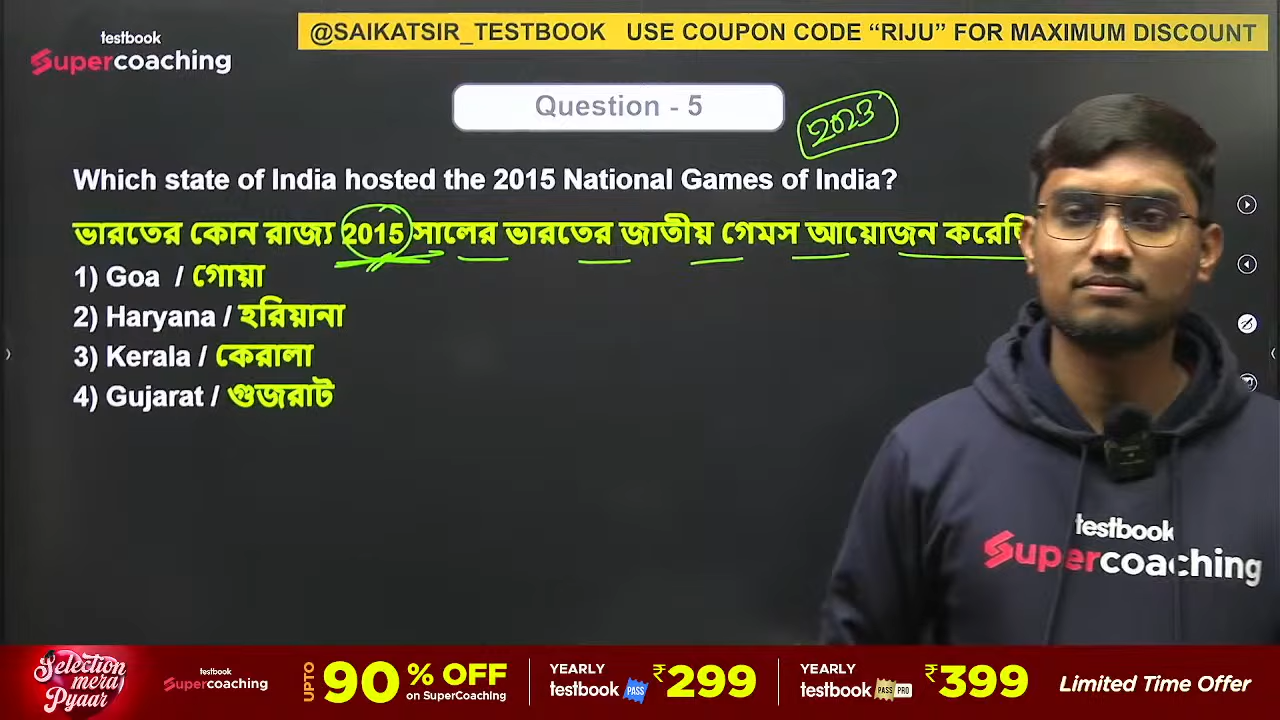 @SAIKATSIR_TESTBOOK USE COUPON CODE “RIJU” FOR MAXIMUM DISCOUNT
testbook
Supercoaching
Question - 5
2023
Which state of India hosted the 2015 National Games of India?
ভারতের কোন রাজ্য 2015 সালের ভারতের জাতীয় গেমস আয়োজন
1) Goa / গোয়া
2) Haryana / হরিয়ানা
3) Kerala / কেরালা
4) Gujarat / গুজরাট
testbook
Supercoaching
Selection mera Pyaar
testbook
Supercoaching
UPTO 90% OFF on SuperCoaching
YEARLY testbook PASS ₹299
YEARLY testbook PASS PRO ₹399
Limited Time Offer